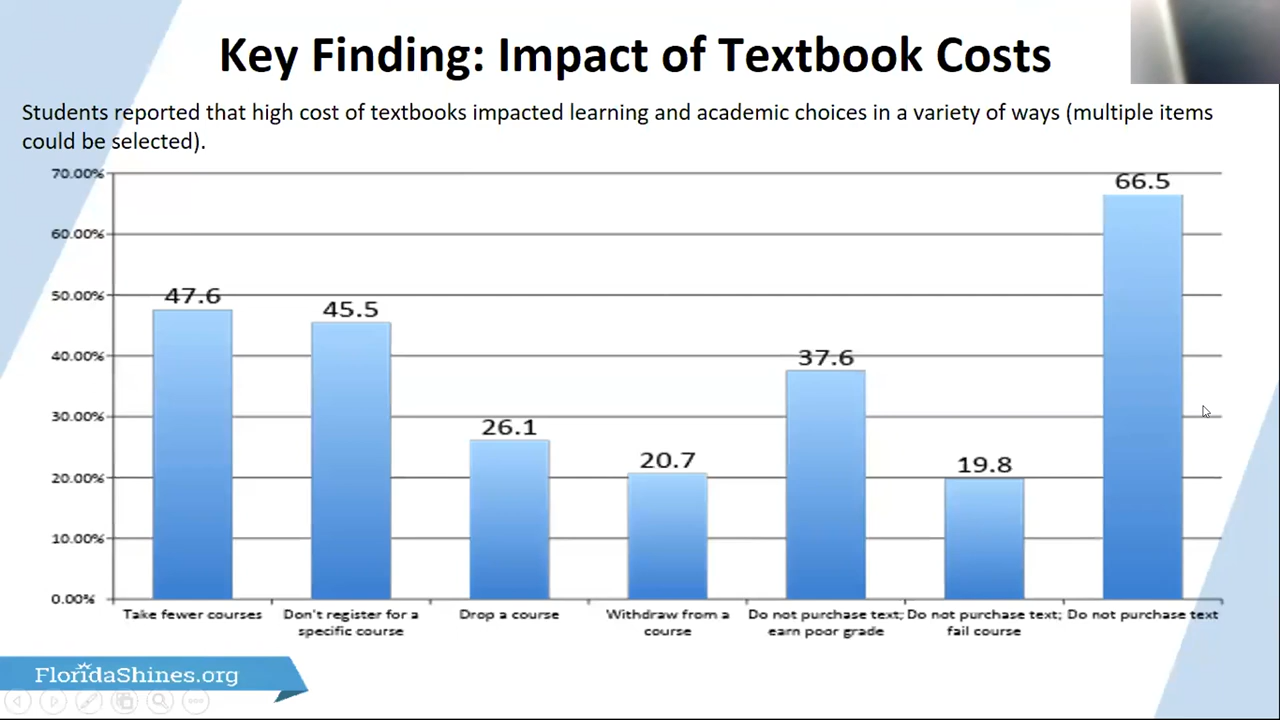 Key Finding: Impact of Textbook Costs
Students reported that high cost of textbooks impacted learning and academic choices in a variety of ways (multiple items
could be selected).
70.00%
60.00%
50.00%
40.00%
30.00%
20.00%
10.00%
0.00%
47.6
45.5
26.1
20.7
37.6
19.8
66.5
Take fewer courses
Don't register for a
specific course
Drop a course
Withdraw from a
course
Do not purchase text;
earn poor grade
Do not purchase text;
fail course
Do not purchase text
FloridaShines.org